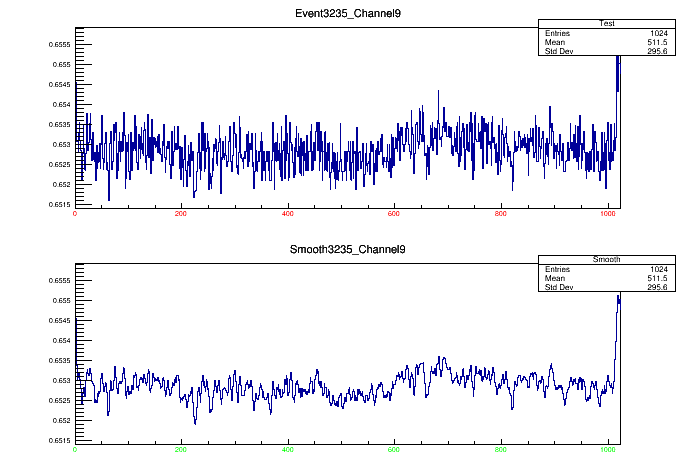 Event3235_Channel9
Test
Entries 1024
Mean 511.5
Std Dev 295.6
0.6555
0.655
0.6545
0.654
0.6535
0.653
0.6525
0.652
0.6515
0 200 400 600 800 1000
Smooth3235_Channel9
Smooth
Entries 1024
Mean 511.5
Std Dev 295.6
0.6555
0.655
0.6545
0.654
0.6535
0.653
0.6525
0.652
0.6515
0 200 400 600 800 1000